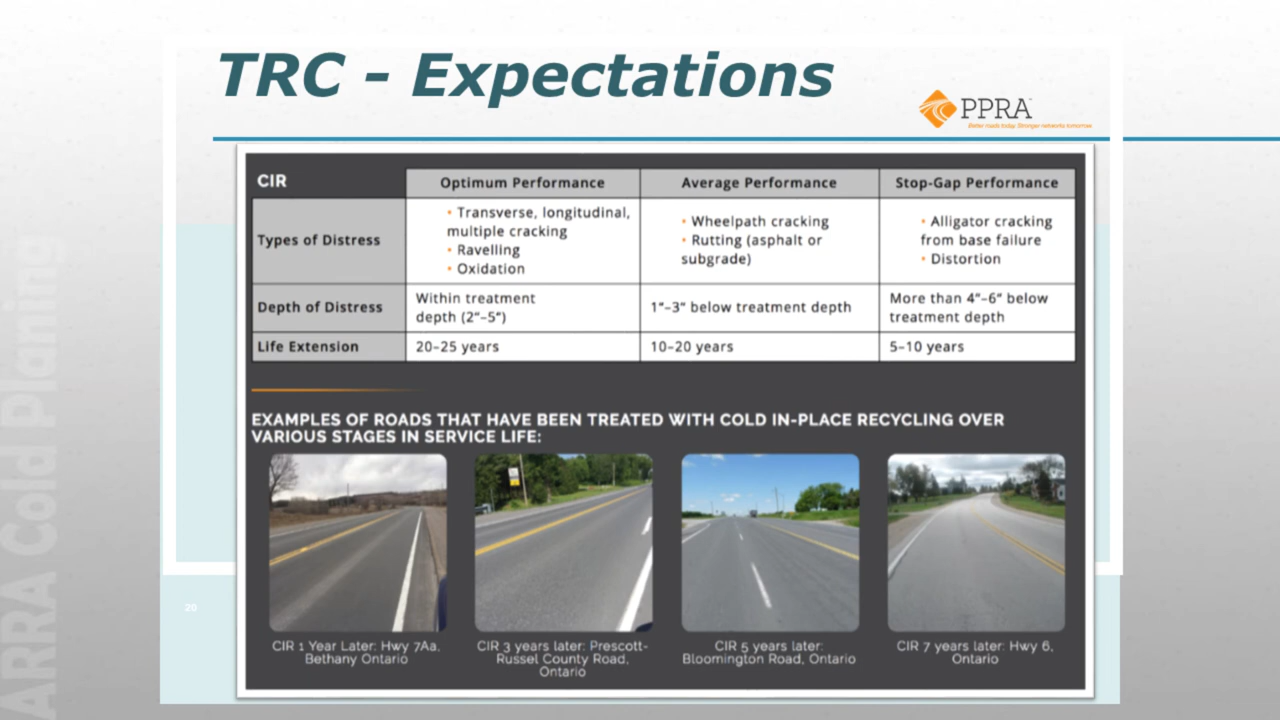 TRC - Expectations
PPRA
Better roads today. Stronger networks tomorrow.
CIR
Optimum Performance
Average Performance
Stop-Gap Performance
Types of Distress
• Transverse, longitudinal,
multiple cracking
• Ravelling
• Oxidation
• Wheelpath cracking
• Rutting (asphalt or
subgrade)
• Alligator cracking
from base failure
• Distortion
Depth of Distress
Within treatment
depth (2"–5")
1"–3" below treatment depth
More than 4"–6" below
treatment depth
Life Extension
20–25 years
10–20 years
5–10 years
EXAMPLES OF ROADS THAT HAVE BEEN TREATED WITH COLD IN-PLACE RECYCLING OVER
VARIOUS STAGES IN SERVICE LIFE:
CIR 1 Year Later: Hwy 7Aa,
Bethany Ontario
CIR 3 years later: Prescott-
Russel County Road,
Ontario
CIR 5 years later:
Bloomington Road, Ontario
CIR 7 years later: Hwy 6,
Ontario
20
ARRA Cold Planing